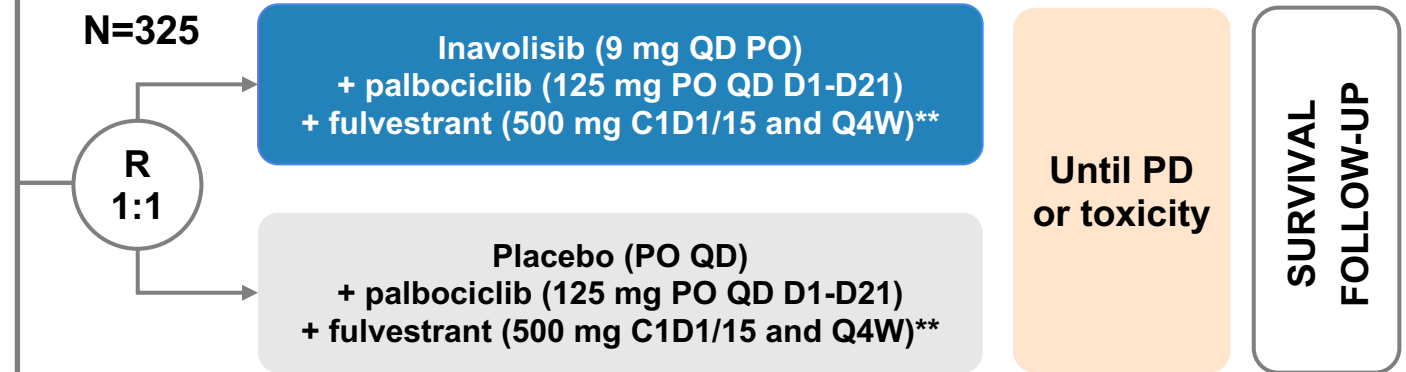 N=325
R
1:1
Inavolisib (9 mg QD PO)
+ palbociclib (125 mg PO QD D1-D21)
+ fulvestrant (500 mg C1D1/15 and Q4W)**
Placebo (PO QD)
+ palbociclib (125 mg PO QD D1-D21)
+ fulvestrant (500 mg C1D1/15 and Q4W)**
Until PD
or toxicity
SURVIVAL
FOLLOW-UP